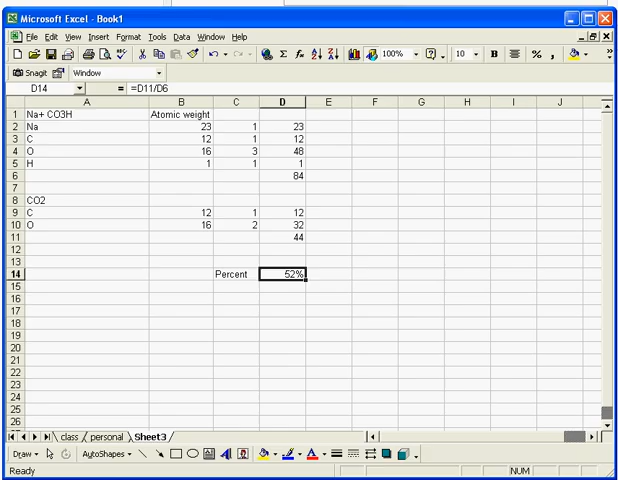 Microsoft Excel - Book1
File Edit View Insert Format Tools Data Window Help
100% 10 B % ,
SnagIt Window
D14 = =D11/D6
A B C D E F G H I J
1 Na+ CO3H Atomic weight
2 Na 23 1 23
3 C 12 1 12
4 O 16 3 48
5 H 1 1 1
6 84
7
8 CO2
9 C 12 1 12
10 O 16 2 32
11 44
12
13
14 Percent 52%
15
16
17
18
19
20
21
22
23
24
25
26
class personal Sheet3
Draw AutoShapes A
Ready NUM